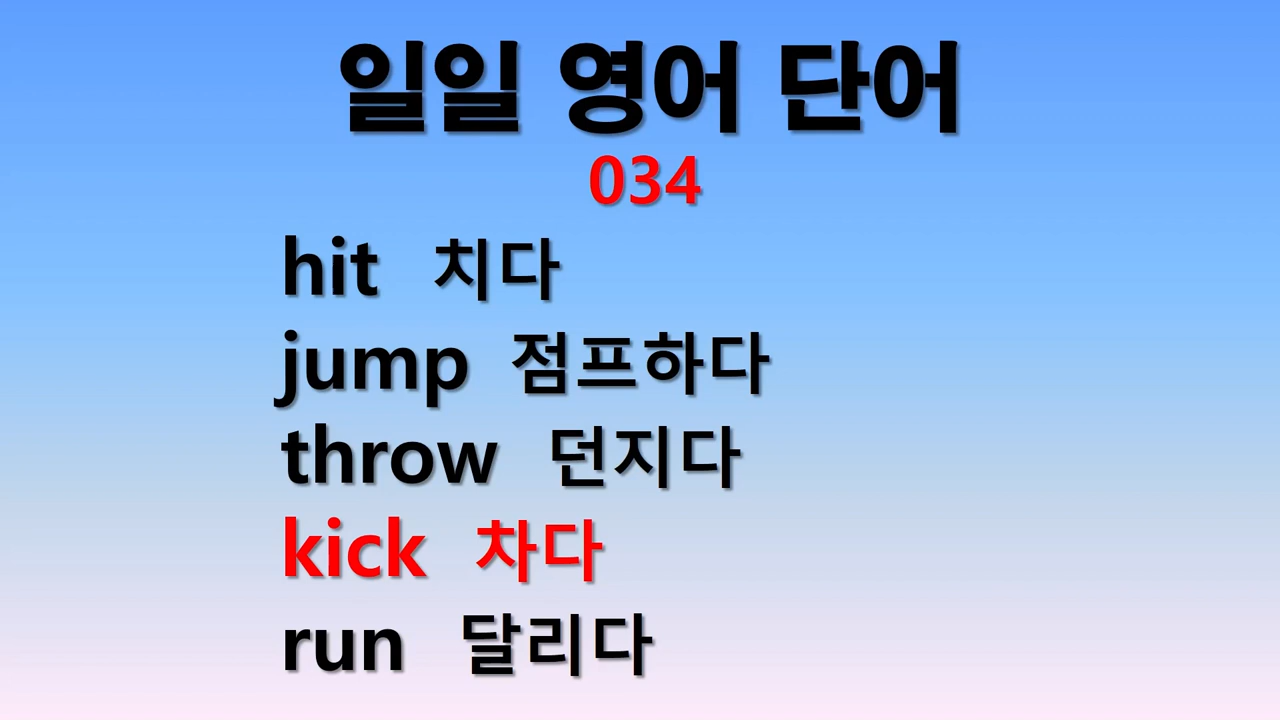 일일 영어 단어
034
hit 치다
jump 점프하다
throw 던지다
kick 차다
run 달리다